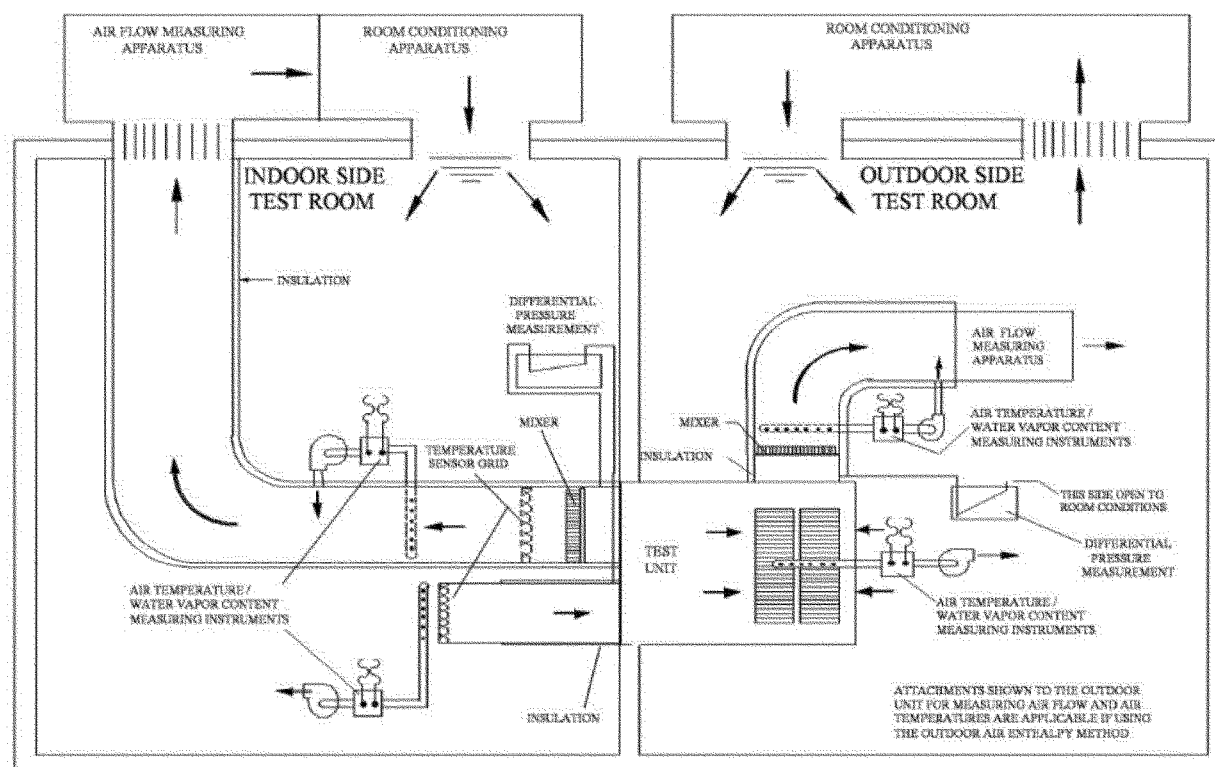 AIR FLOW MEASURING
APPARATUS
ROOM CONDITIONING
APPARATUS
ROOM CONDITIONING
APPARATUS
INDOOR SIDE
TEST ROOM
OUTDOOR SIDE
TEST ROOM
INSULATION
DIFFERENTIAL
PRESSURE
MEASUREMENT
AIR FLOW
MEASURING
APPARATUS
MIXER
TEMPERATURE
SENSOR GRID
MIXER
INSULATION
AIR TEMPERATURE /
WATER VAPOR CONTENT
MEASURING INSTRUMENTS
THIS SIDE OPEN TO
ROOM CONDITIONS
TEST
UNIT
DIFFERENTIAL
PRESSURE
MEASUREMENT
AIR TEMPERATURE /
WATER VAPOR CONTENT
MEASURING INSTRUMENTS
AIR TEMPERATURE /
WATER VAPOR CONTENT
MEASURING INSTRUMENTS
INSULATION
ATTACHMENTS SHOWN TO THE OUTDOOR
UNIT FOR MEASURING AIR FLOW AND AIR
TEMPERATURES ARE APPLICABLE IF USING
THE OUTDOOR AIR ENTHALPY METHOD